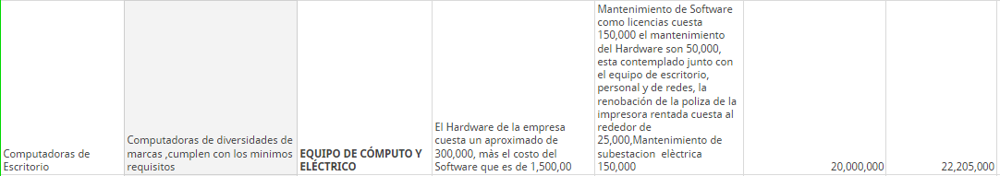 Computadoras de
Escritorio
Computadoras de diversidades de
marcas ,cumplen con los minimos
requisitos
EQUIPO DE CÓMPUTO Y
ELÉCTRICO
El Hardware de la empresa
cuesta un aproximado de
300,000, màs el costo del
Software que es de 1,500,00
Mantenimiento de Software
como licencias cuesta
150,000 el mantenimiento
del Hardware son 50,000,
esta contemplado junto con
el equipo de escritorio,
personal y de redes, la
renobación de la poliza de la
impresora rentada cuesta al
rededor de
25,000,Mantenimiento de
subestacion elèctrica
150,000
20,000,000
22,205,000